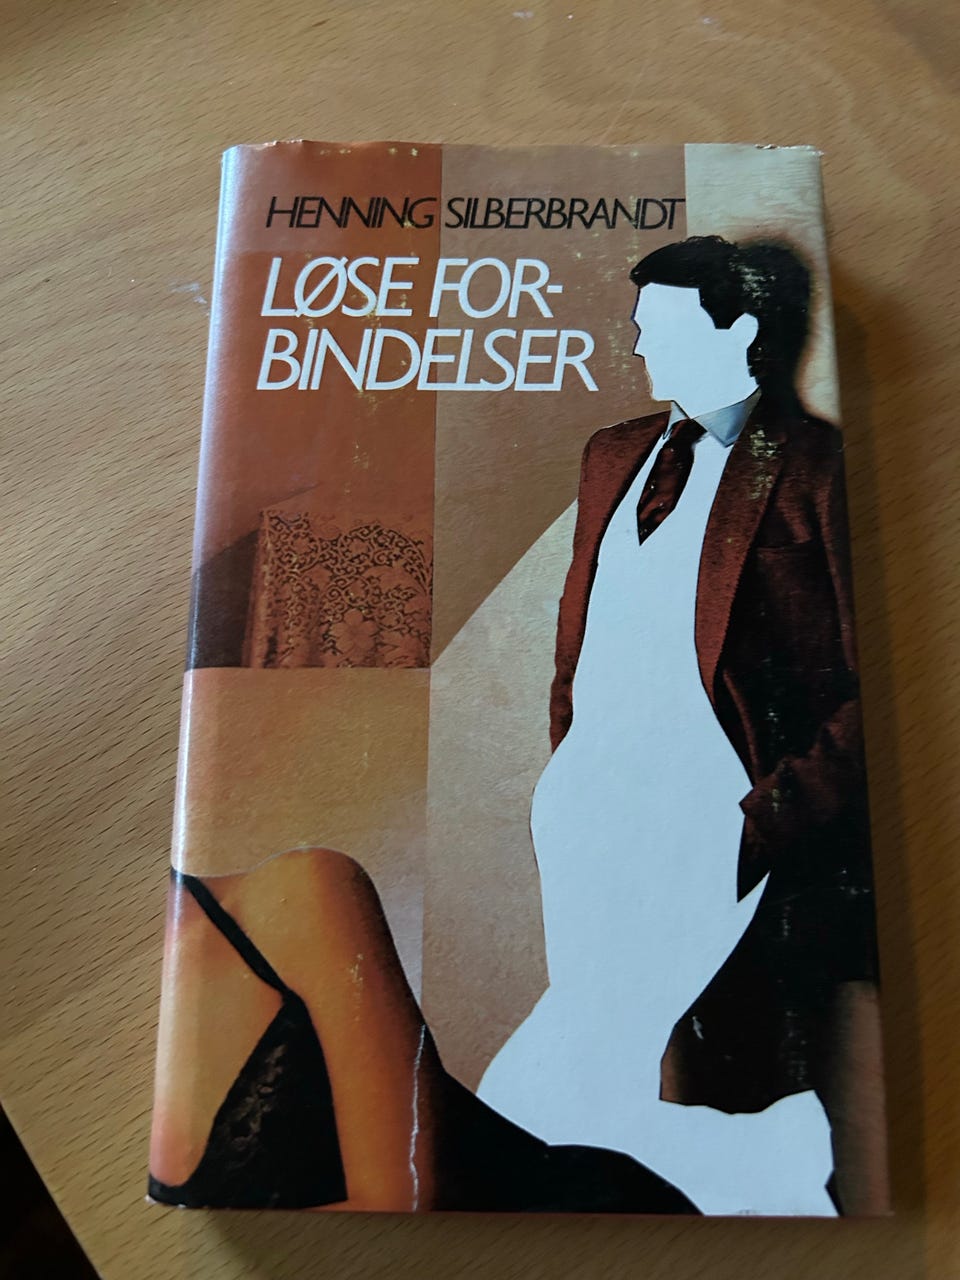 HENNING SILBERBRANDT
LØSE FOR-
BINDELSER